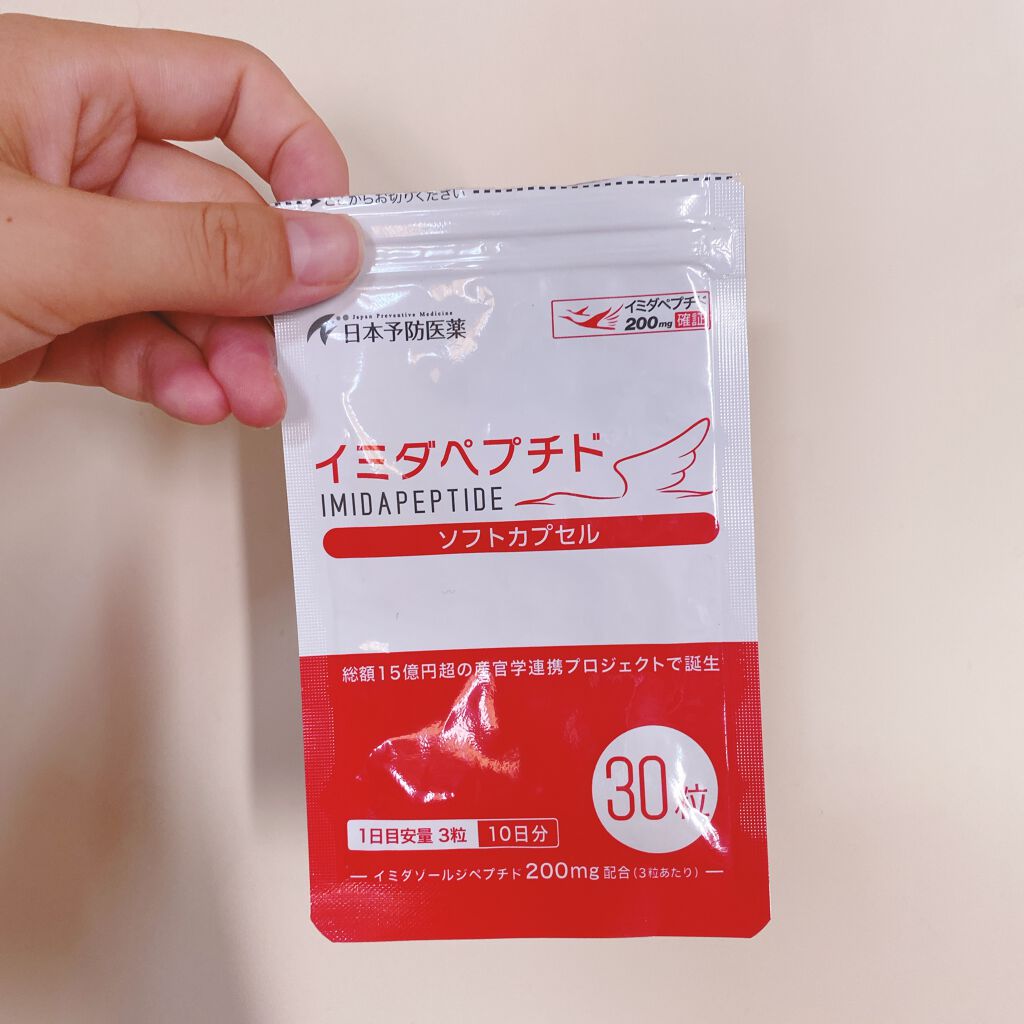 ここからお切りください
Japan Preventive Medicine
日本予防医薬
イミダペプチド
200mg 確証
イミダペプチド
IMIDAPEPTIDE
ソフトカプセル
総額15億円超の産官学連携プロジェクトで誕生
30粒
1日目安量 3粒 10日分
イミダゾールジペプチド 200mg 配合(3粒あたり)